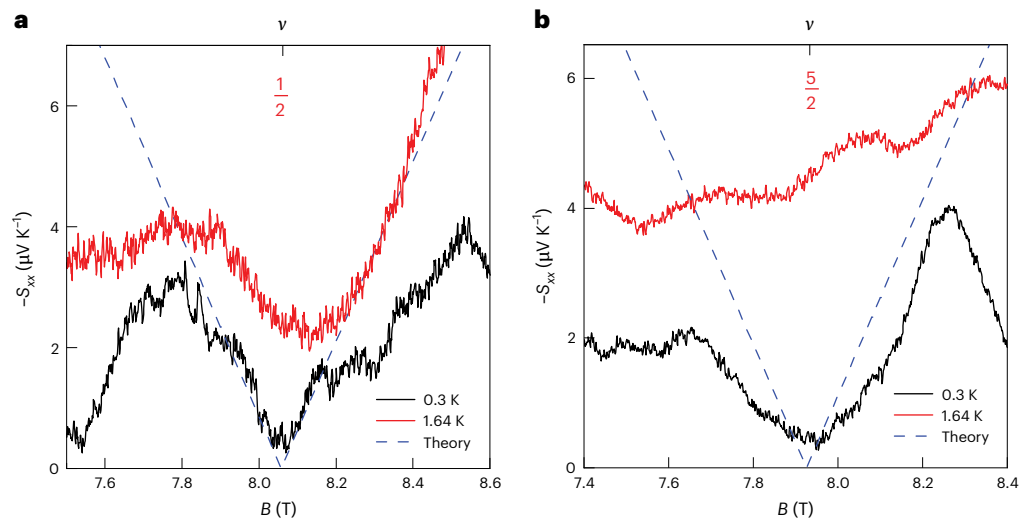 a
ν
1/2
−Sxx (μV K−1)
6
4
2
0
7.6 7.8 8.0 8.2 8.4 8.6
B (T)
0.3 K
1.64 K
Theory
b
ν
5/2
−Sxx (μV K−1)
6
4
2
0
7.4 7.6 7.8 8.0 8.2 8.4
B (T)
0.3 K
1.64 K
Theory